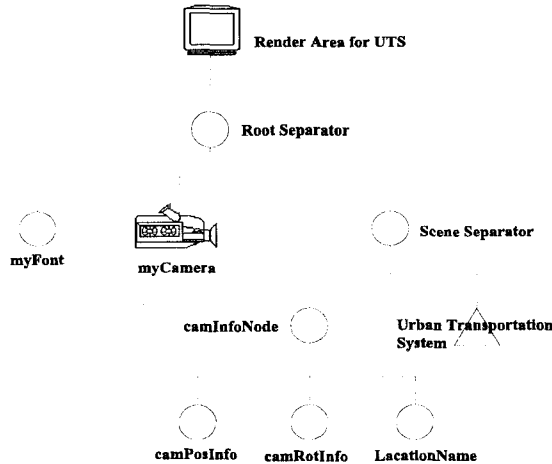 Render Area for UTS
Root Separator
myFont
myCamera
Scene Separator
camInfoNode
Urban Transportation
System
camPosInfo
camRotInfo
LacationName